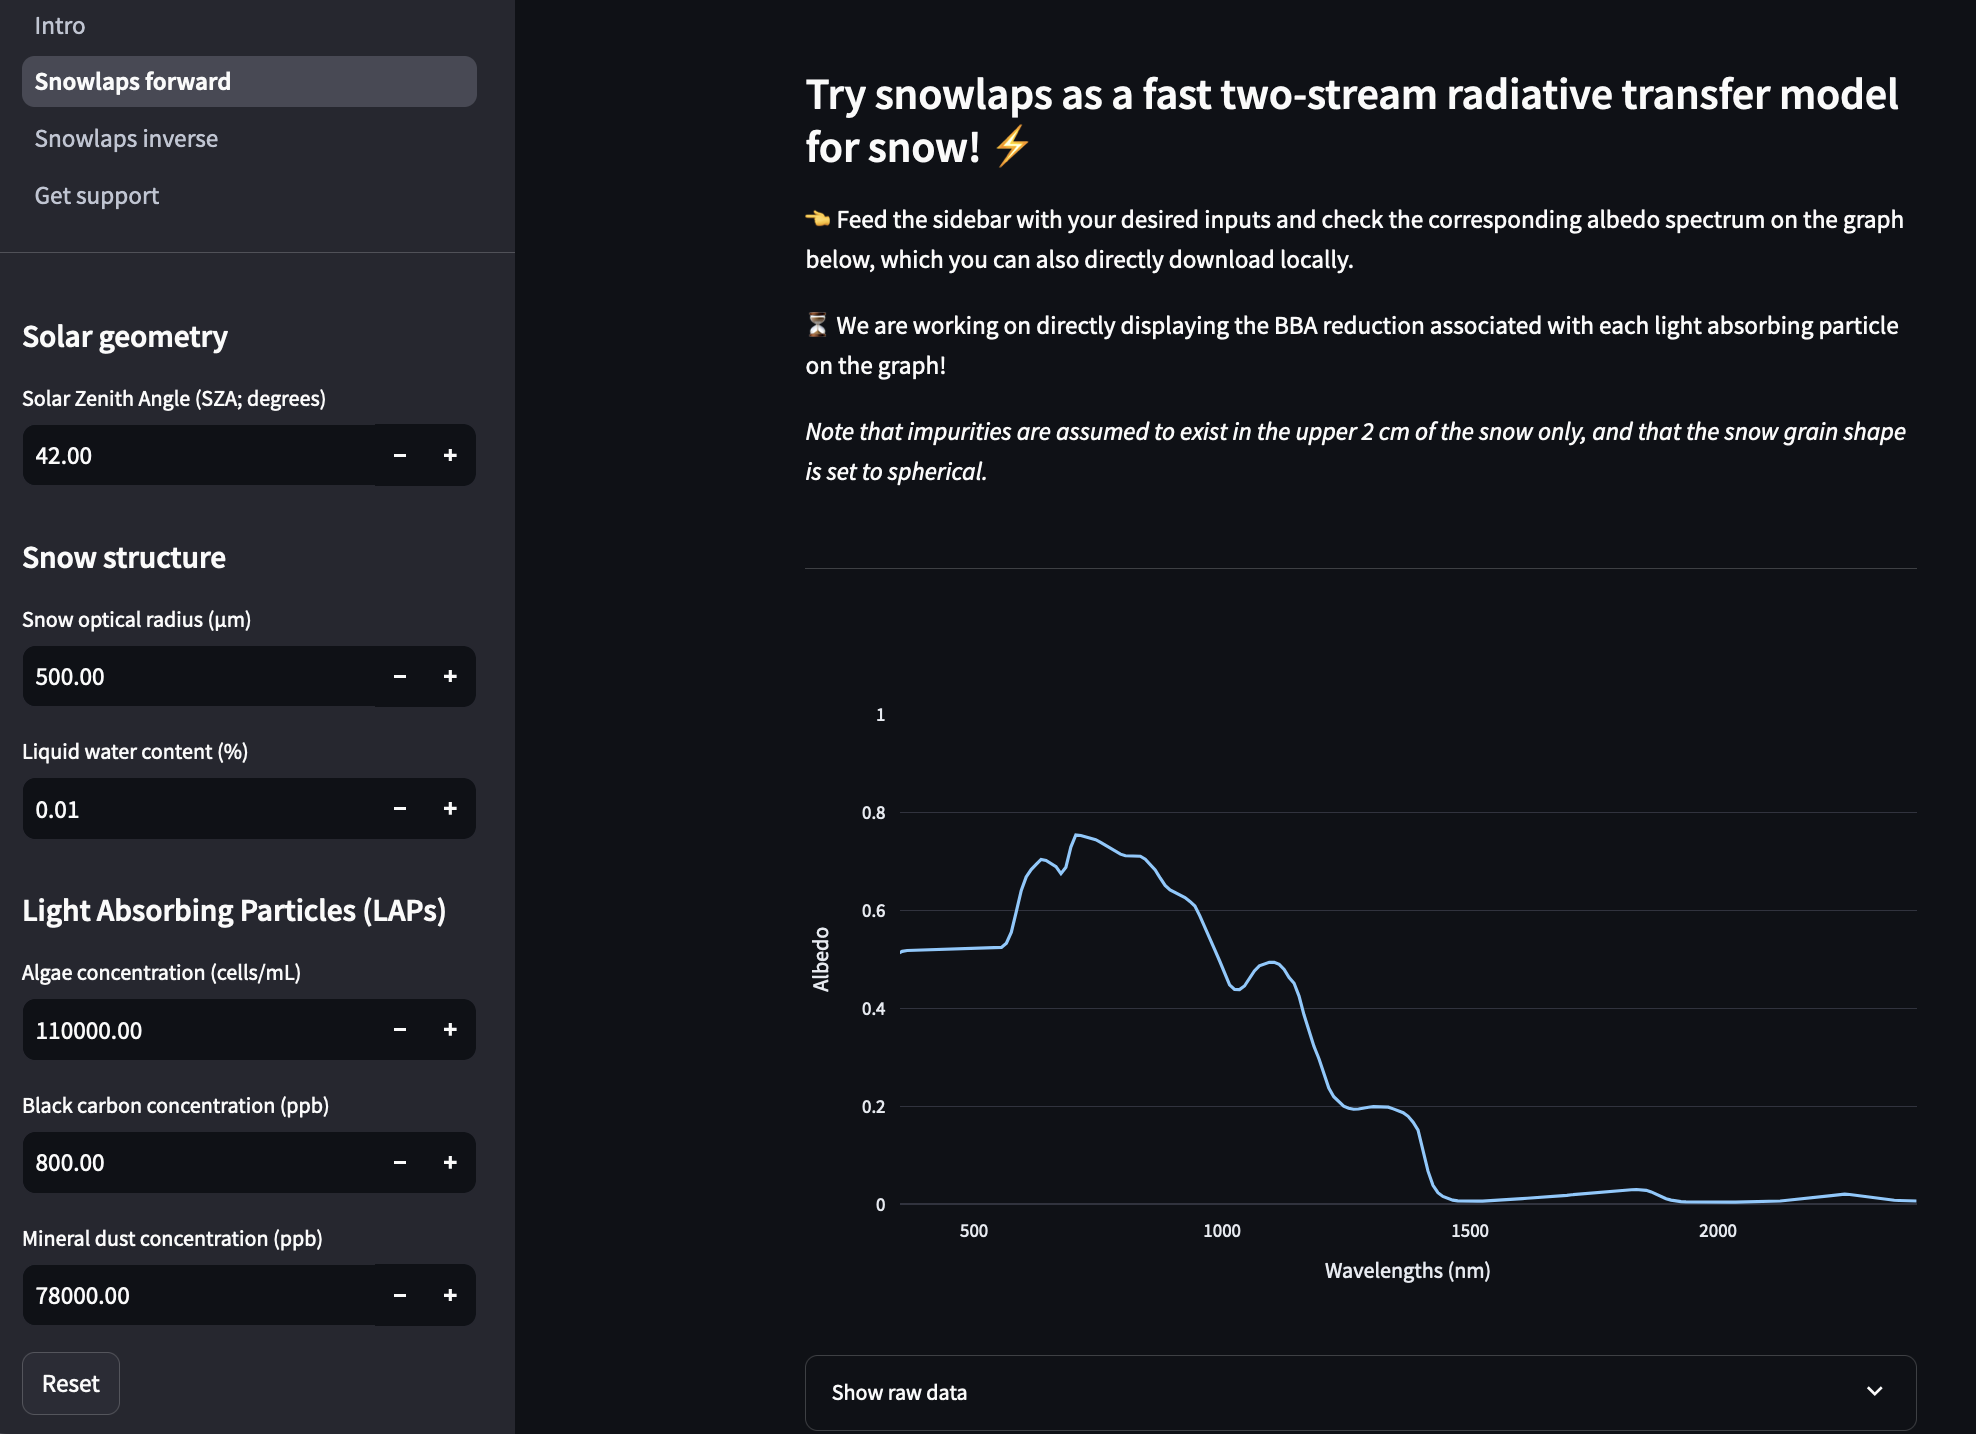 Intro
Snowlaps forward
Snowlaps inverse
Get support
Solar geometry
Solar Zenith Angle (SZA; degrees)
42.00
− +
Snow structure
Snow optical radius (µm)
500.00
− +
Liquid water content (%)
0.01
− +
Light Absorbing Particles (LAPs)
Algae concentration (cells/mL)
110000.00
− +
Black carbon concentration (ppb)
800.00
− +
Mineral dust concentration (ppb)
78000.00
− +
Reset
Try snowlaps as a fast two-stream radiative transfer model
for snow! ⚡
👈 Feed the sidebar with your desired inputs and check the corresponding albedo spectrum on the graph
below, which you can also directly download locally.
⏳ We are working on directly displaying the BBA reduction associated with each light absorbing particle
on the graph!
Note that impurities are assumed to exist in the upper 2 cm of the snow only, and that the snow grain shape
is set to spherical.
1
0.8
0.6
0.4
0.2
0
Albedo
500 1000 1500 2000
Wavelengths (nm)
Show raw data